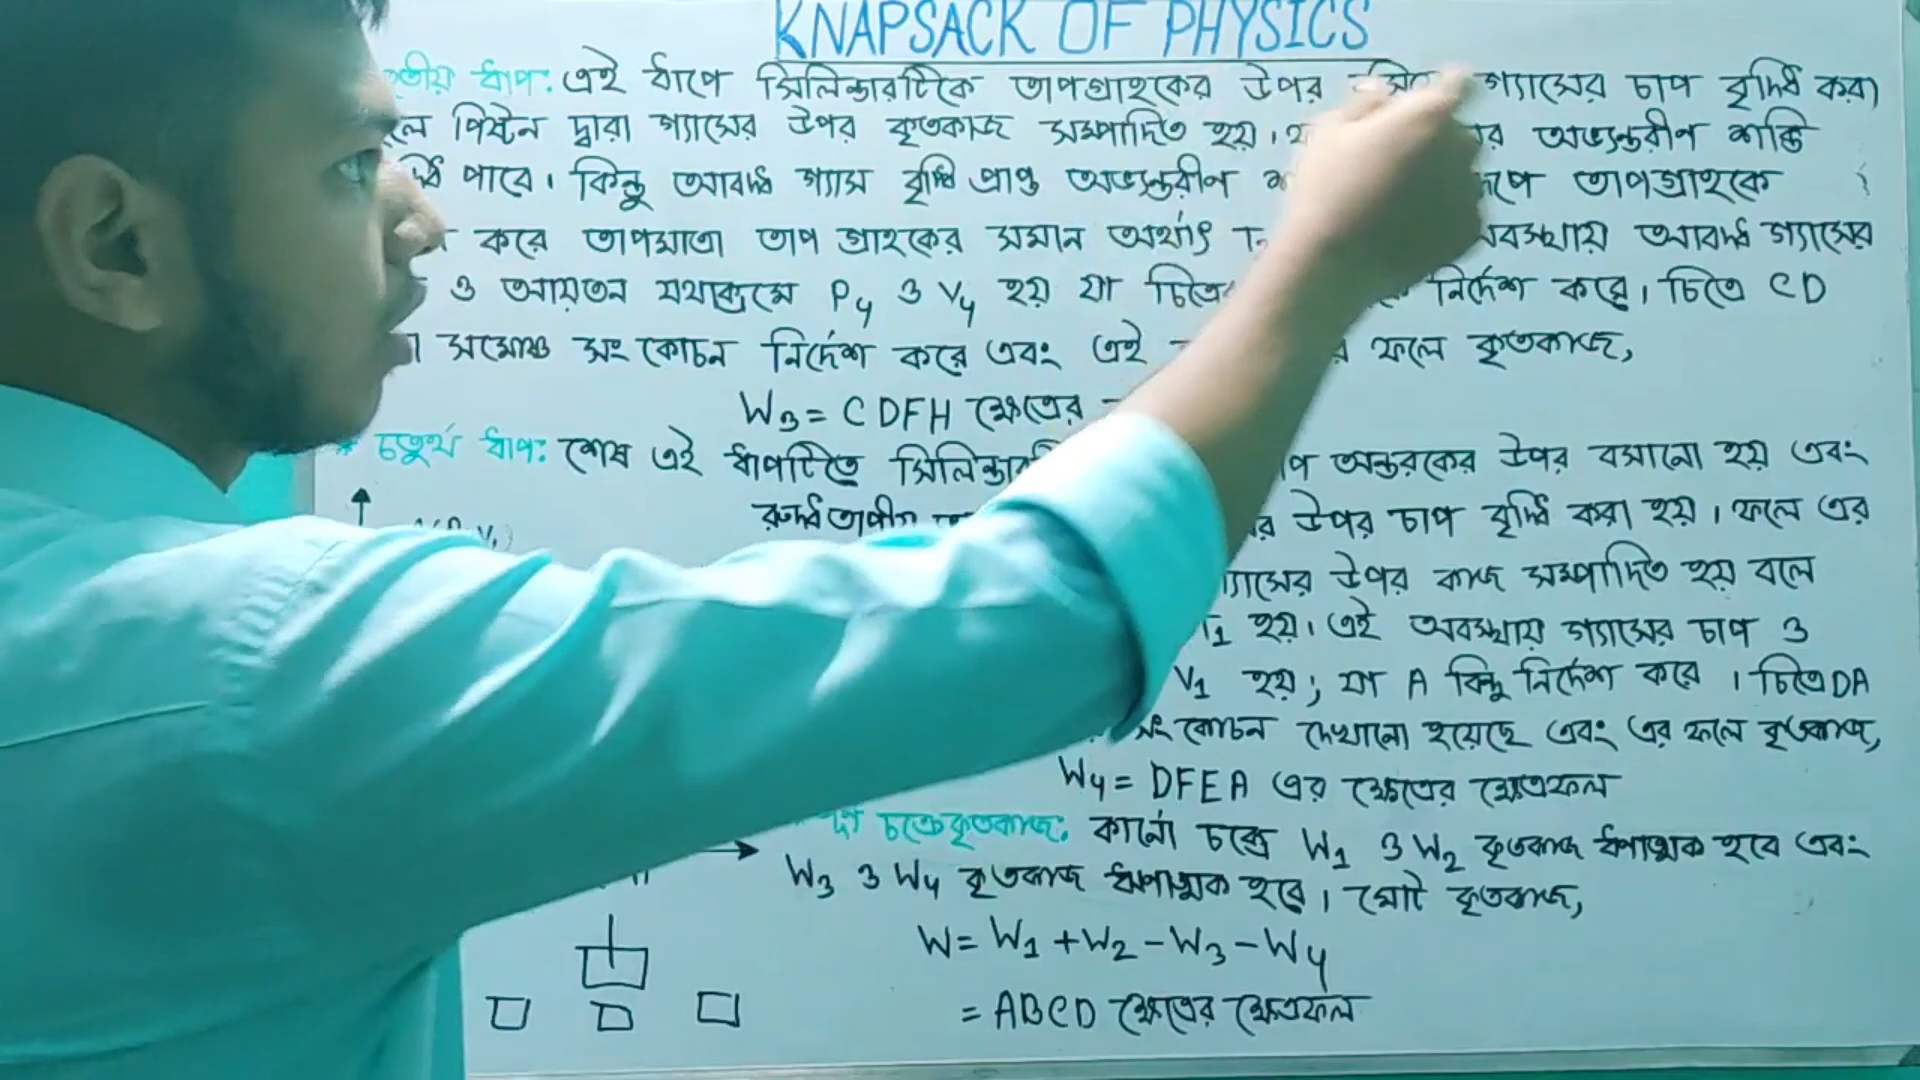 KNAPSACK OF PHYSICS
ধাপ: এই ধাপে সিলিন্ডারটিকে তাপগ্রাহকের উপর গ্যাসের চাপ বৃদ্ধি করা
পিষ্টন দ্বারা গ্যাসের উপর কৃতকাজ সম্পাদিত হয়। অভ্যন্তরীণ শক্তি
পাবে। কিন্তু আবদ্ধ গ্যাস বৃদ্ধি প্রাপ্ত অভ্যন্তরীণ তাপগ্রাহকে
করে তাপমাত্রা তাপ গ্রাহকের সমান অর্থাৎ আবদ্ধ গ্যাসের
ও আয়তন যথাক্রমে P₄ ও V₄ হয় যা নির্দেশ করে। চিত্রে CD
সমোষ্ণ সংকোচন নির্দেশ করে এবং এই ফলে কৃতকাজ,
W₃ = CDFH ক্ষেত্রের
* চতুর্থ ধাপ: শেষ এই ধাপটিতে অন্তরকের উপর বসানো হয় এবং
উপর চাপ বৃদ্ধি করা হয়। ফলে এর
গ্যাসের উপর কাজ সম্পাদিত হয় বলে
হয়। এই অবস্থায় গ্যাসের চাপ ও
V₁ হয়; যা A বিন্দু নির্দেশ করে। চিত্রে DA
সংকোচন দেখানো হয়েছে এবং এর ফলে কৃতকাজ,
W₄ = DFEA এর ক্ষেত্রের ক্ষেত্রফল
চক্রে কৃতকাজ: কার্নো চক্রে W₁ ও W₂ কৃতকাজ ধনাত্মক হবে এবং
W₃ ও W₄ কৃতকাজ ঋণাত্মক হবে। মোট কৃতকাজ,
W = W₁ + W₂ - W₃ - W₄
= ABCD ক্ষেত্রের ক্ষেত্রফল